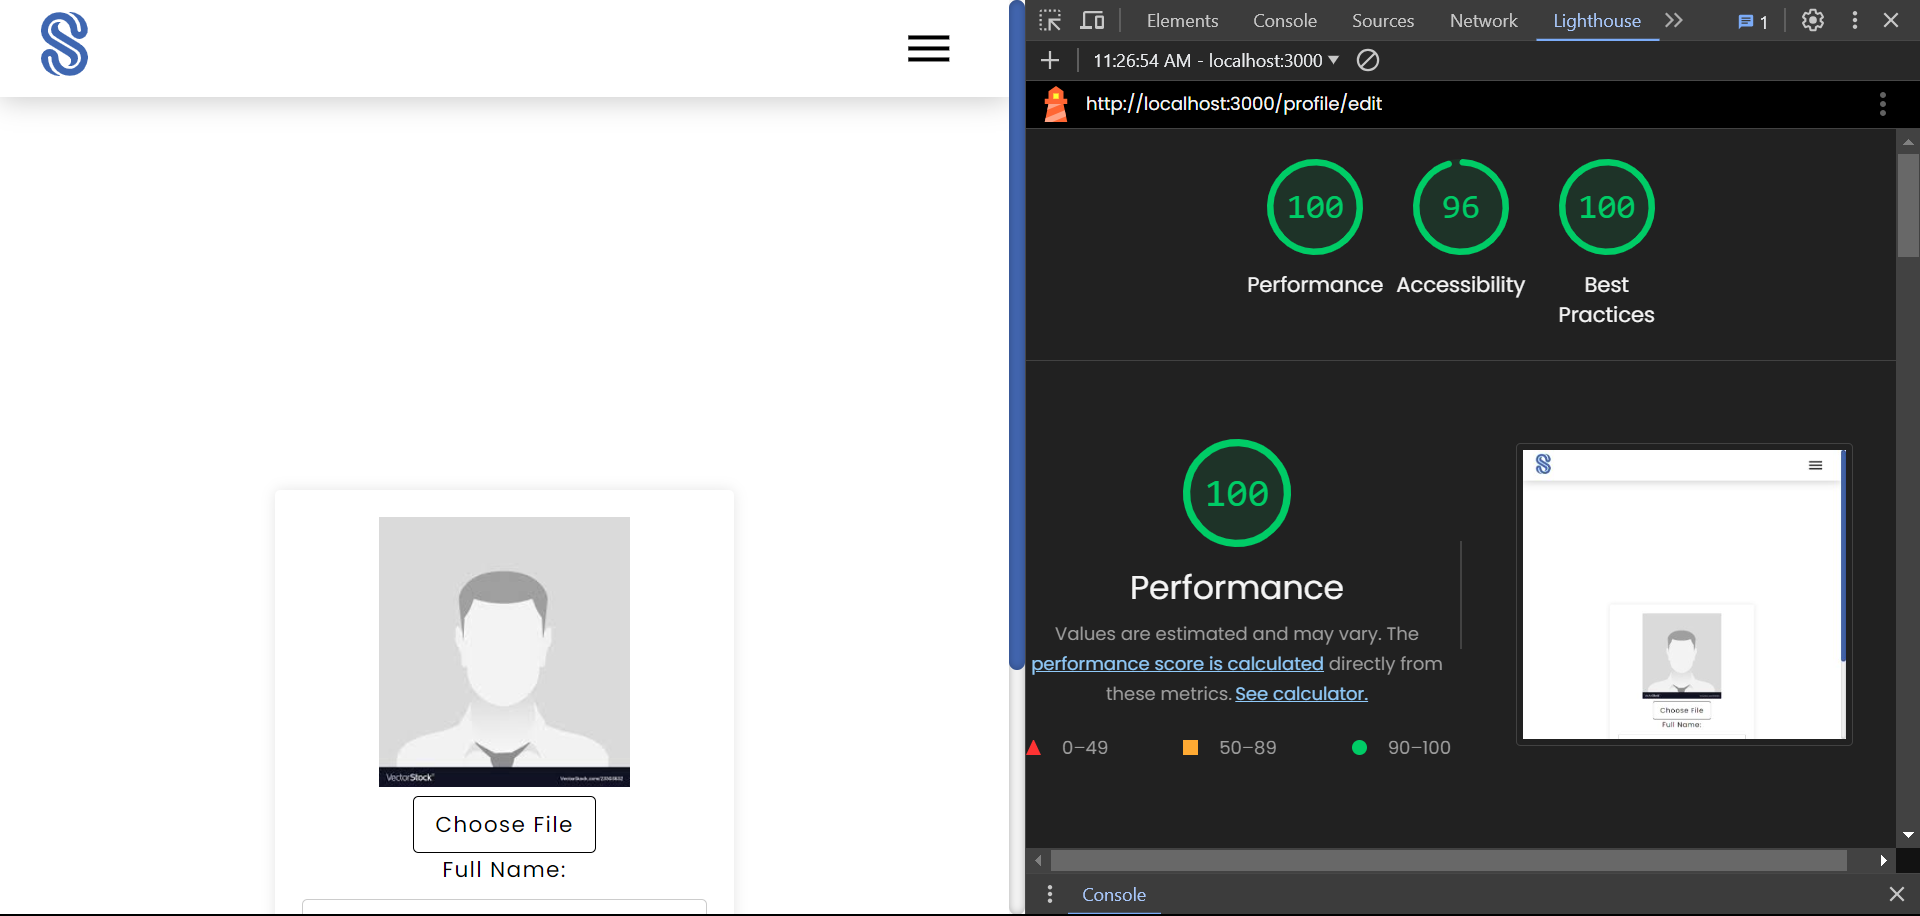 Elements Console Sources Network Lighthouse 1
11:26:54 AM - localhost:3000
http://localhost:3000/profile/edit
100 96 100
Performance Accessibility Best
Practices
100
Performance
Values are estimated and may vary. The
performance score is calculated directly from
these metrics. See calculator.
0–49 50–89 90–100
Choose File
Full Name:
VectorStock®
Choose File
Full Name:
Console